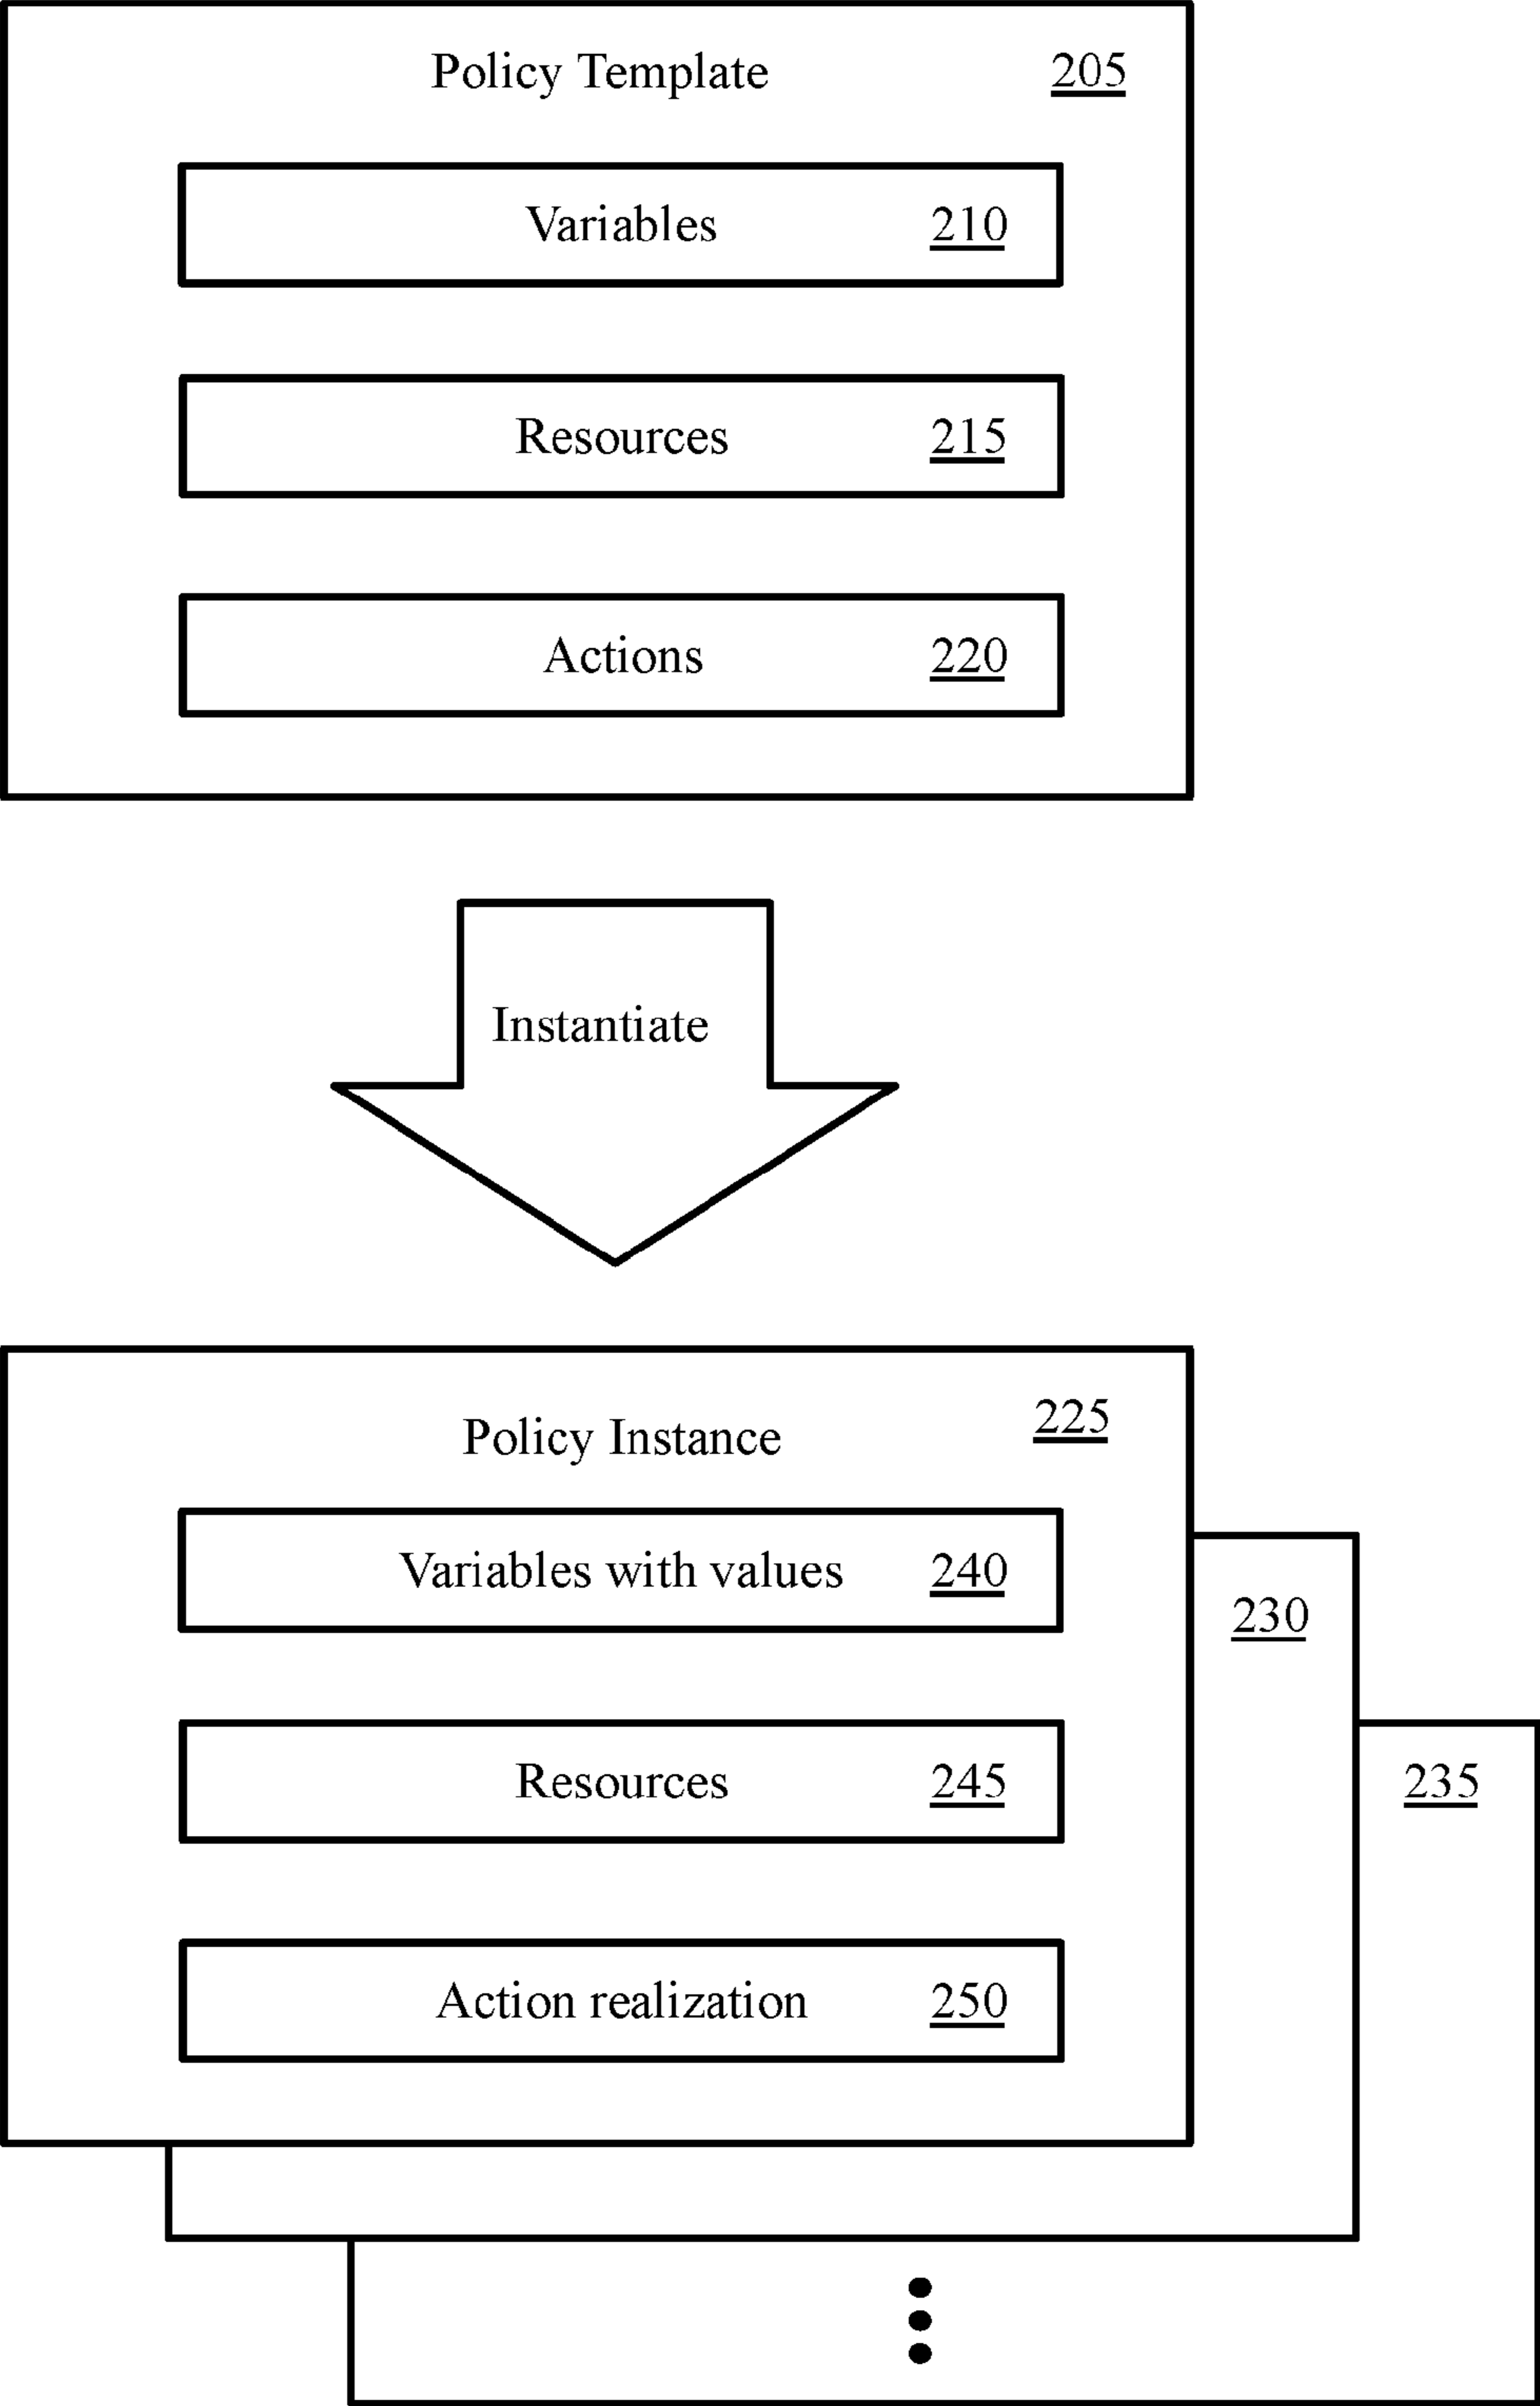 Policy Template 205
Variables 210
Resources 215
Actions 220
Instantiate
Policy Instance 225
Variables with values 240
230
Resources 245
235
Action realization 250